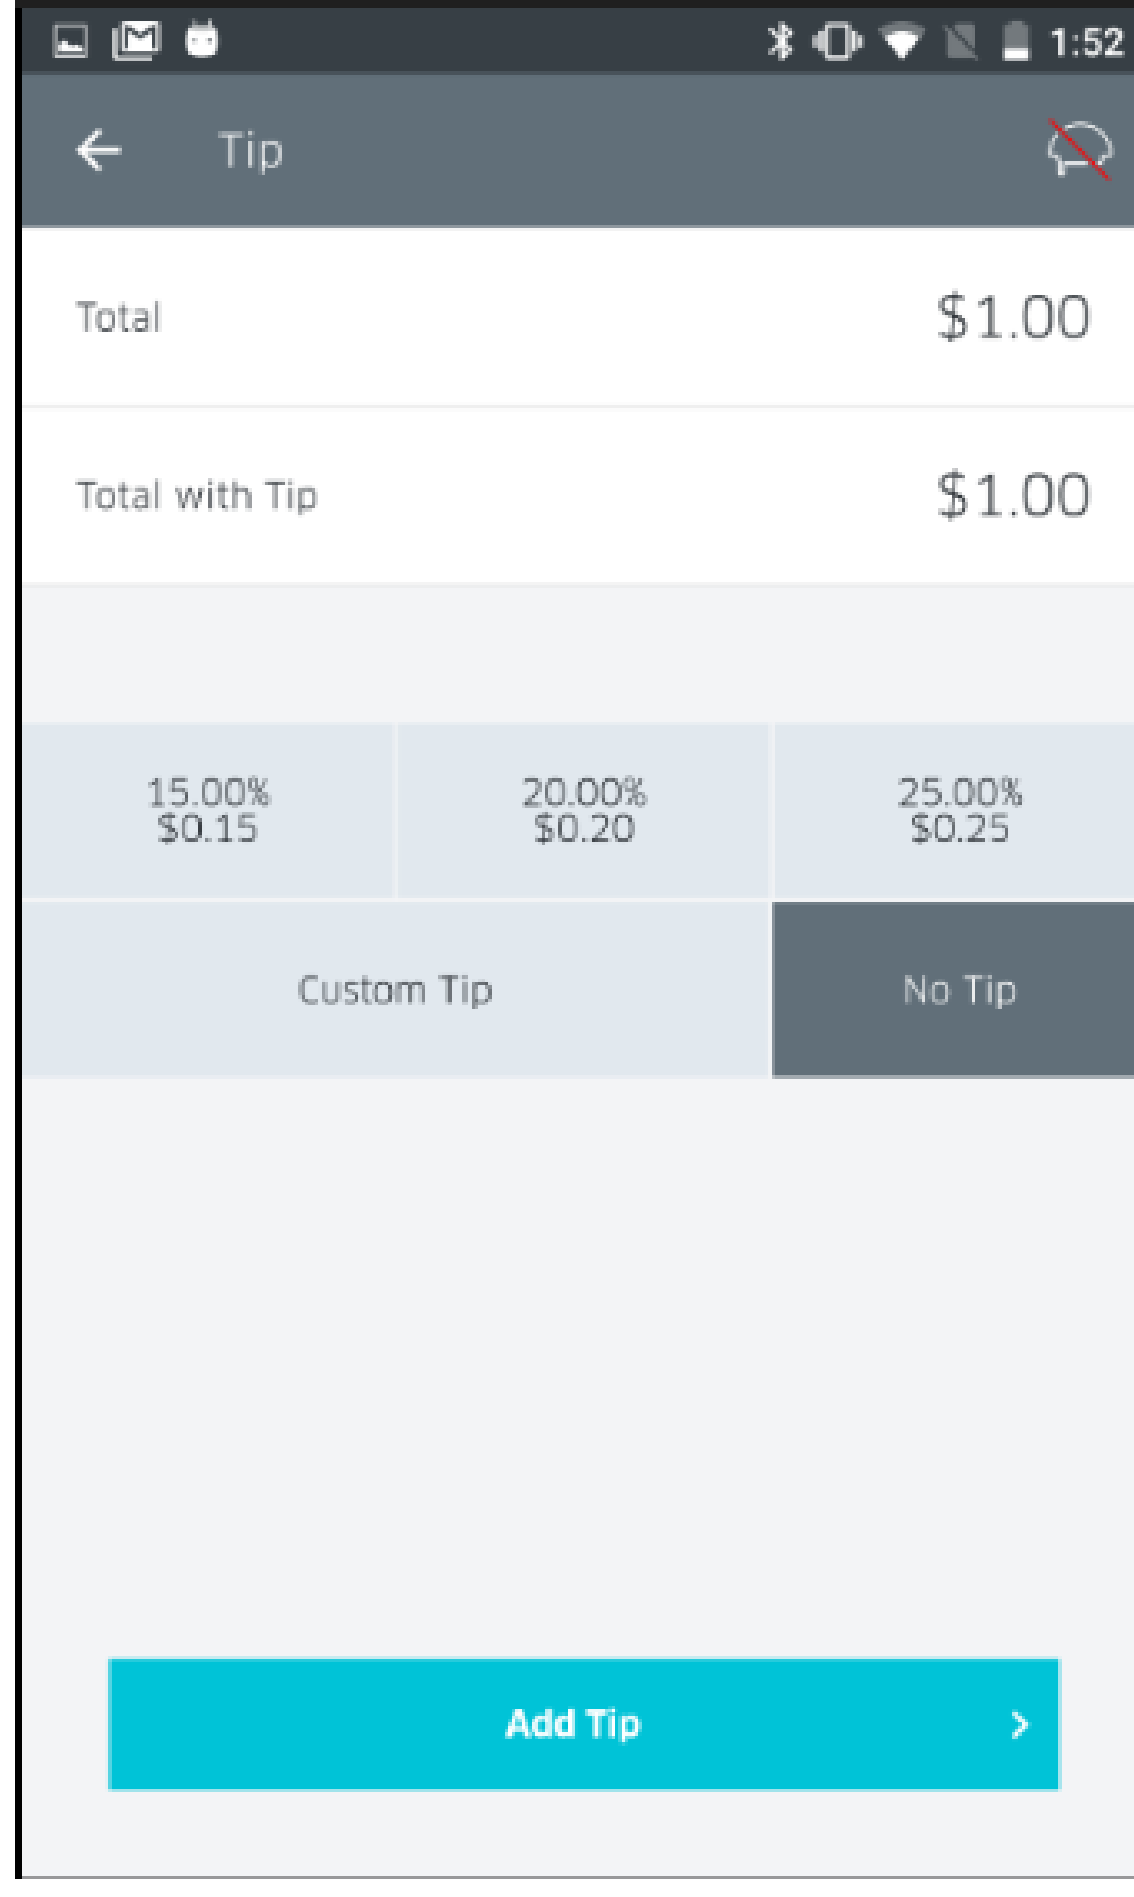 1:52
Tip
Total $1.00
Total with Tip $1.00
15.00% 20.00% 25.00%
$0.15 $0.20 $0.25
Custom Tip No Tip
Add Tip